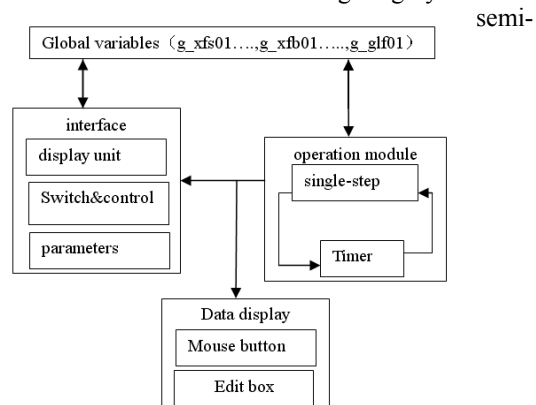 semi-
Global variables（g_xfs01….,g_xfb01…..,g_glf01）
interface
display unit
Switch&control
parameters
operation module
single-step
Timer
Data display
Mouse button
Edit box